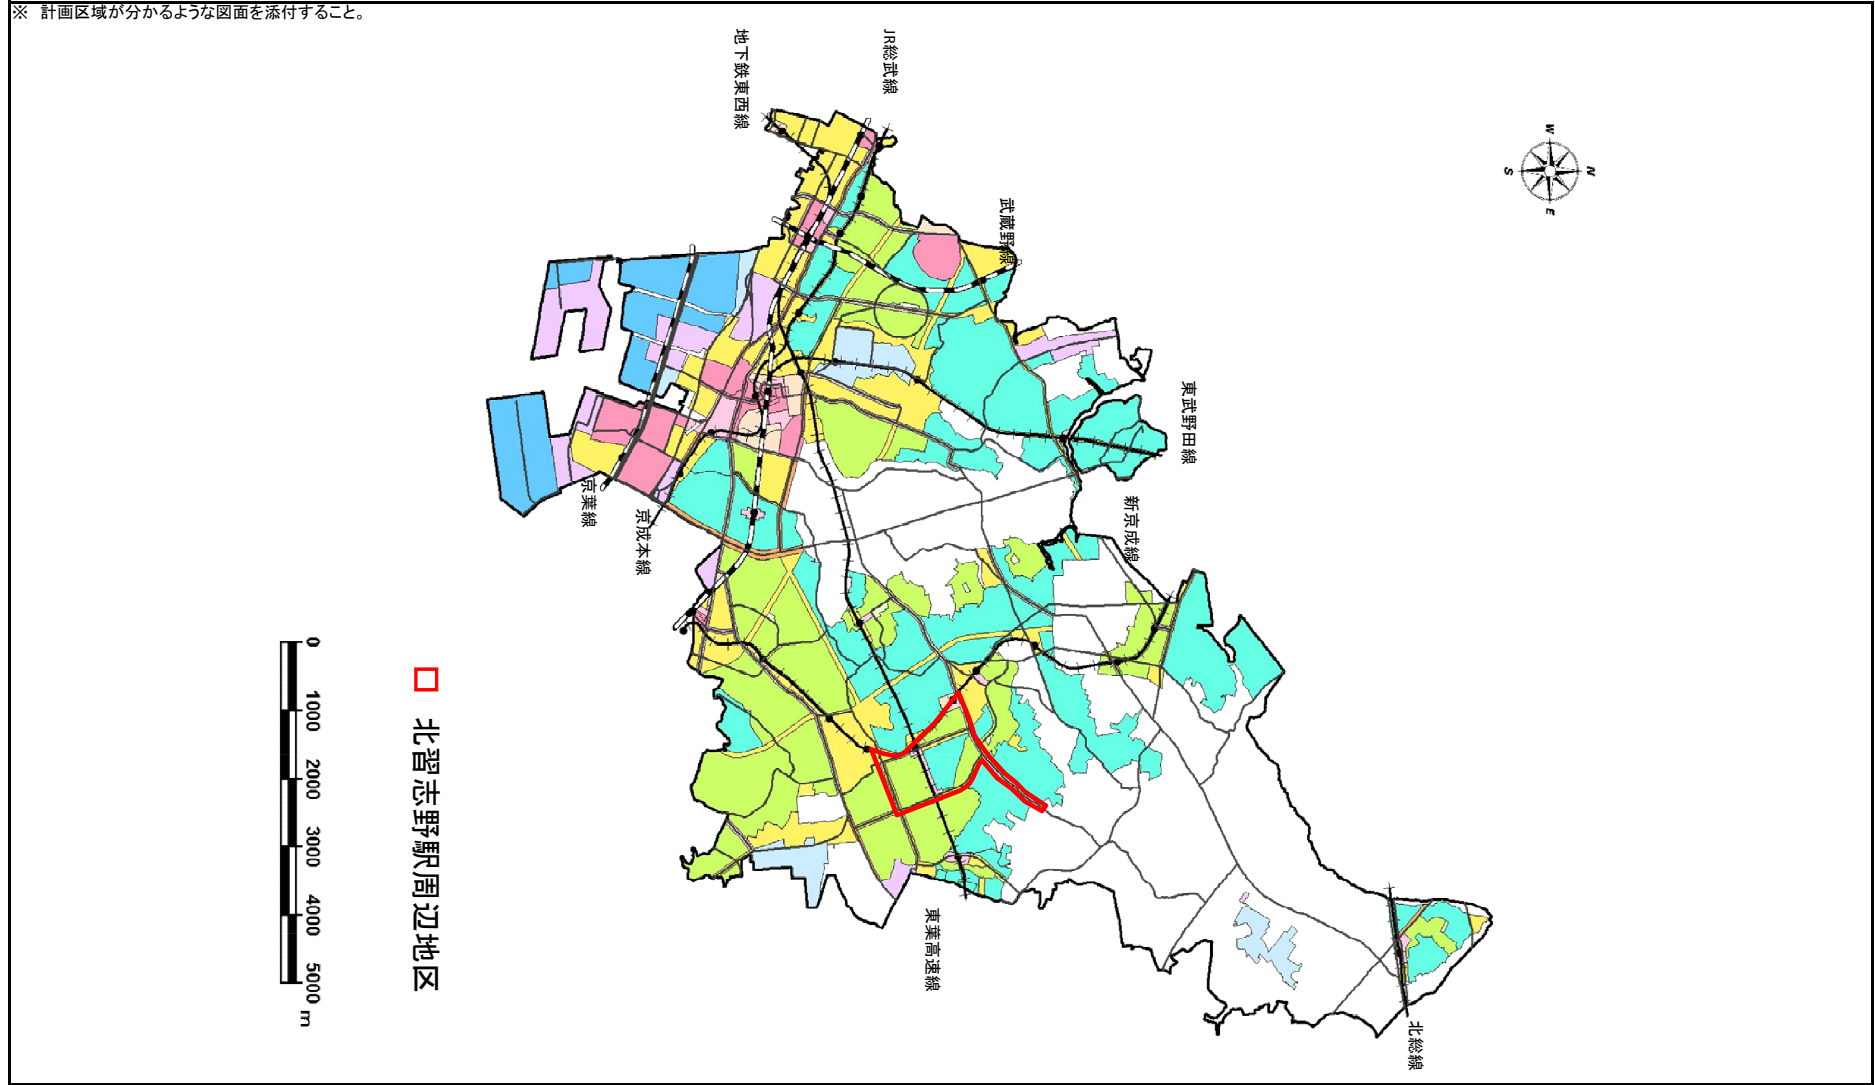 ※ 計画区域が分かるような図面を添付すること。
地下鉄東西線
JR総武線
武蔵野線
東武野田線
新京成線
京葉線
京成本線
東葉高速線
北総線
N
W
E
S
北習志野駅周辺地区
0 1000 2000 3000 4000 5000 m